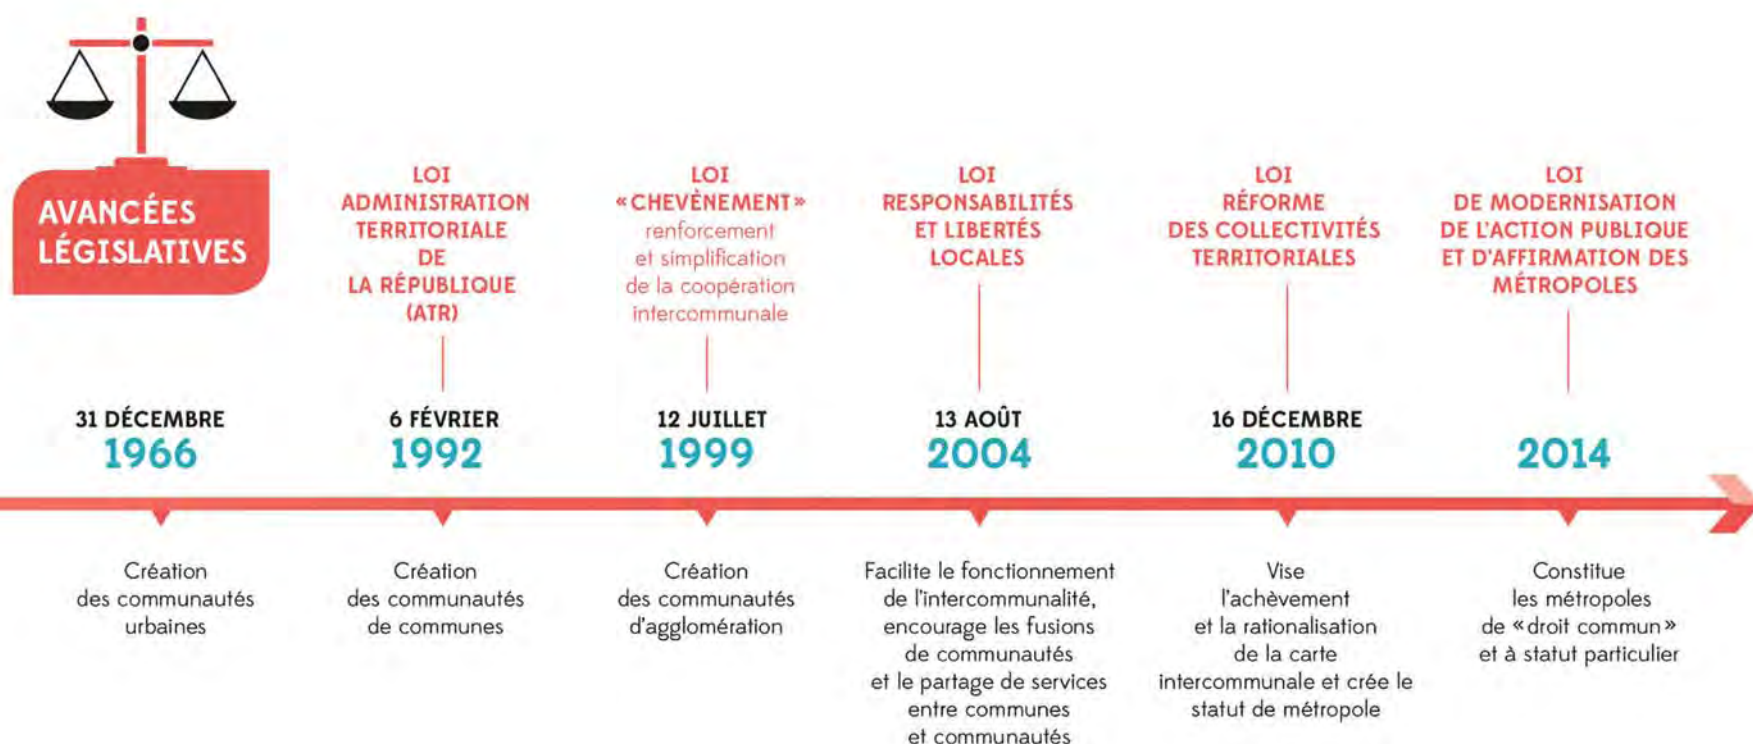 AVANCÉES
LÉGISLATIVES
31 DÉCEMBRE
1966
Création
des communautés
urbaines
LOI
ADMINISTRATION
TERRITORIALE
DE
LA RÉPUBLIQUE
(ATR)
6 FÉVRIER
1992
Création
des communautés
de communes
LOI
«CHEVÈNEMENT»
renforcement
et simplification
de la coopération
intercommunale
12 JUILLET
1999
Création
des communautés
d'agglomération
LOI
RESPONSABILITÉS
ET LIBERTÉS
LOCALES
13 AOÛT
2004
Facilite le fonctionnement
de l'intercommunalité,
encourage les fusions
de communautés
et le partage de services
entre communes
et communautés
LOI
RÉFORME
DES COLLECTIVITÉS
TERRITORIALES
16 DÉCEMBRE
2010
Vise
l'achèvement
et la rationalisation
de la carte
intercommunale et crée le
statut de métropole
LOI
DE MODERNISATION
DE L'ACTION PUBLIQUE
ET D'AFFIRMATION DES
MÉTROPOLES
2014
Constitue
les métropoles
de «droit commun»
et à statut particulier